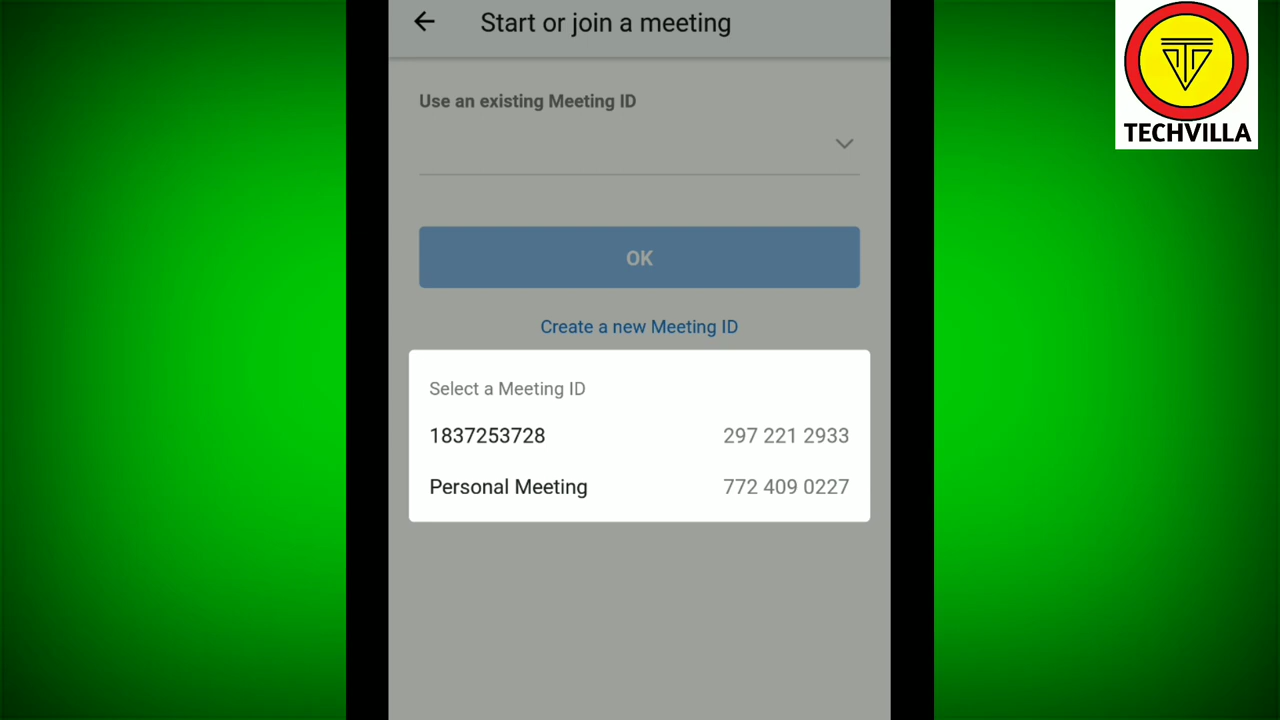 Start or join a meeting
TECHVILLA
Use an existing Meeting ID
OK
Create a new Meeting ID
Select a Meeting ID
1837253728 297 221 2933
Personal Meeting 772 409 0227